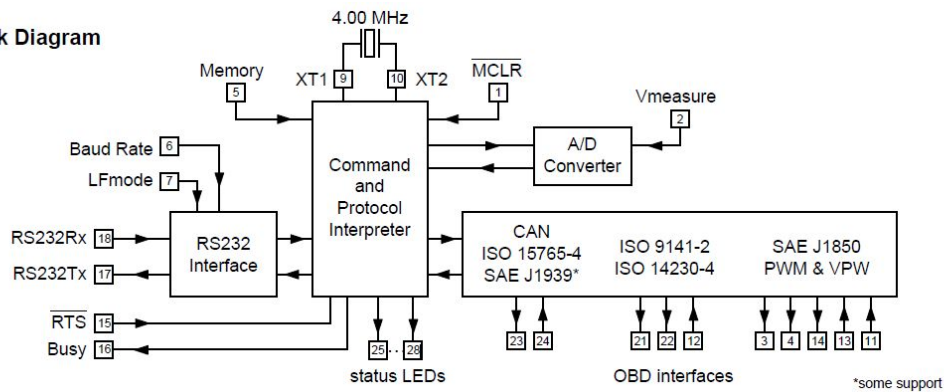 k Diagram
4.00 MHz
Memory
5
XT1
9
10
XT2
MCLR
1
Vmeasure
2
Baud Rate
6
LFmode
7
Command
and
Protocol
Interpreter
A/D
Converter
RS232Rx
18
RS232Tx
17
RS232
Interface
CAN
ISO 15765-4
SAE J1939*
ISO 9141-2
ISO 14230-4
SAE J1850
PWM & VPW
RTS
15
Busy
16
25...28
status LEDs
23
24
21
22
12
3
4
14
13
11
OBD interfaces
*some support